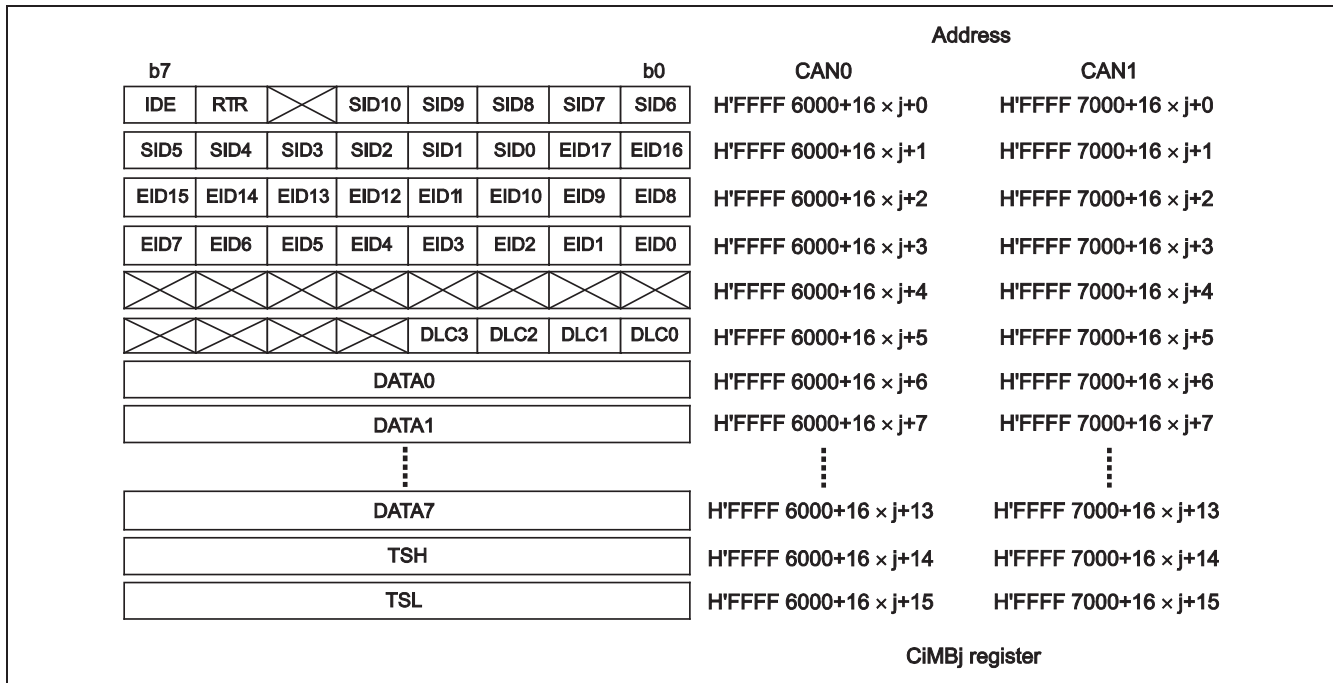 Address
b7 b0 CAN0 CAN1
IDE RTR SID10 SID9 SID8 SID7 SID6 H'FFFF 6000+16 × j+0 H'FFFF 7000+16 × j+0
SID5 SID4 SID3 SID2 SID1 SID0 EID17 EID16 H'FFFF 6000+16 × j+1 H'FFFF 7000+16 × j+1
EID15 EID14 EID13 EID12 EID11 EID10 EID9 EID8 H'FFFF 6000+16 × j+2 H'FFFF 7000+16 × j+2
EID7 EID6 EID5 EID4 EID3 EID2 EID1 EID0 H'FFFF 6000+16 × j+3 H'FFFF 7000+16 × j+3
H'FFFF 6000+16 × j+4 H'FFFF 7000+16 × j+4
DLC3 DLC2 DLC1 DLC0 H'FFFF 6000+16 × j+5 H'FFFF 7000+16 × j+5
DATA0 H'FFFF 6000+16 × j+6 H'FFFF 7000+16 × j+6
DATA1 H'FFFF 6000+16 × j+7 H'FFFF 7000+16 × j+7
DATA7 H'FFFF 6000+16 × j+13 H'FFFF 7000+16 × j+13
TSH H'FFFF 6000+16 × j+14 H'FFFF 7000+16 × j+14
TSL H'FFFF 6000+16 × j+15 H'FFFF 7000+16 × j+15
CiMBj register